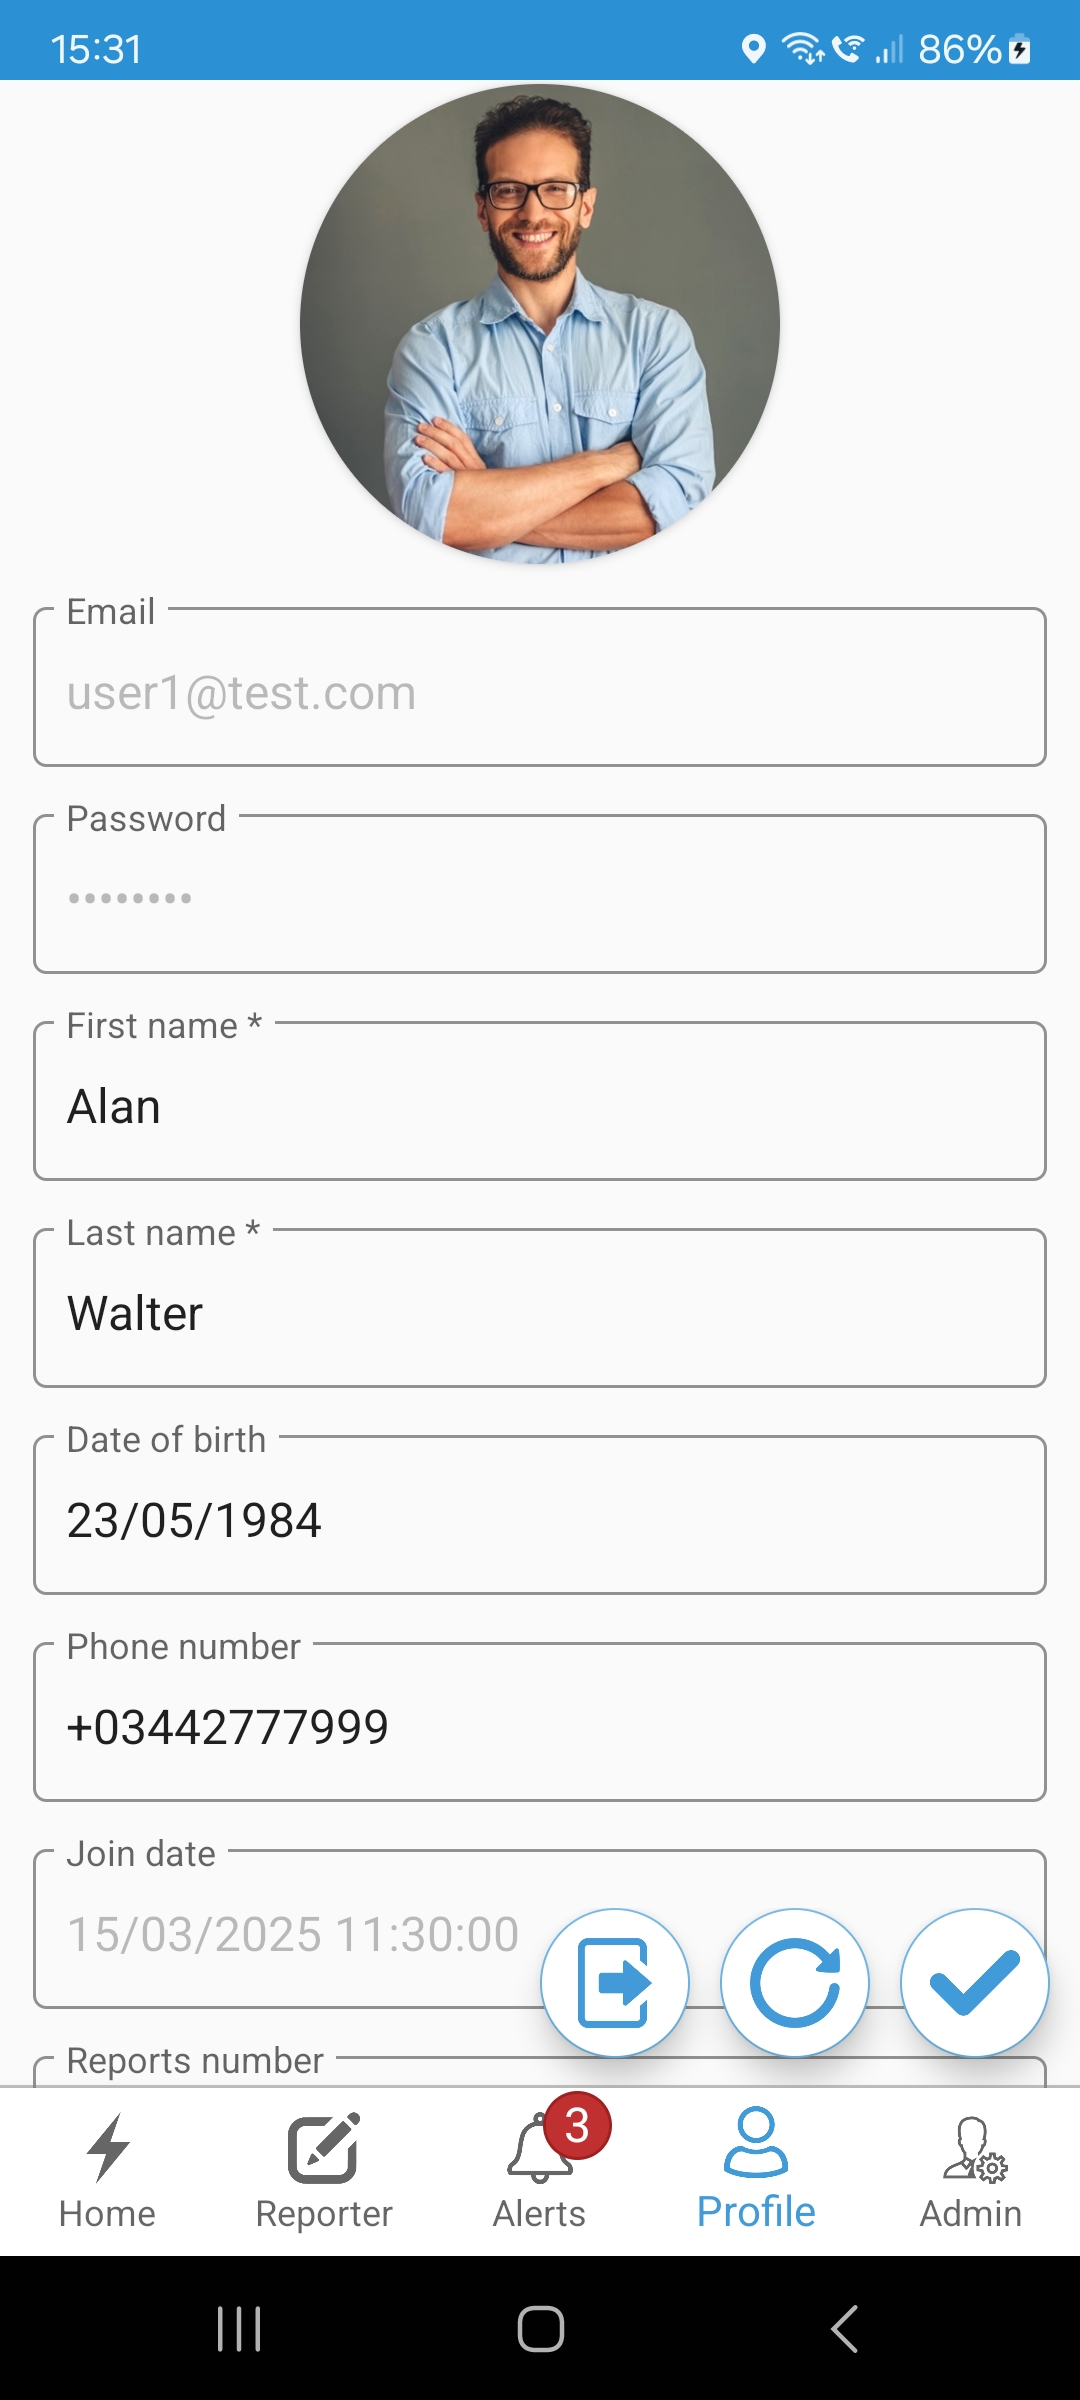 15:31
86%
Email
user1@test.com
Password
••••••••
First name *
Alan
Last name *
Walter
Date of birth
23/05/1984
Phone number
+03442777999
Join date
15/03/2025 11:30:00
Reports number
3
Home
Reporter
Alerts
Profile
Admin